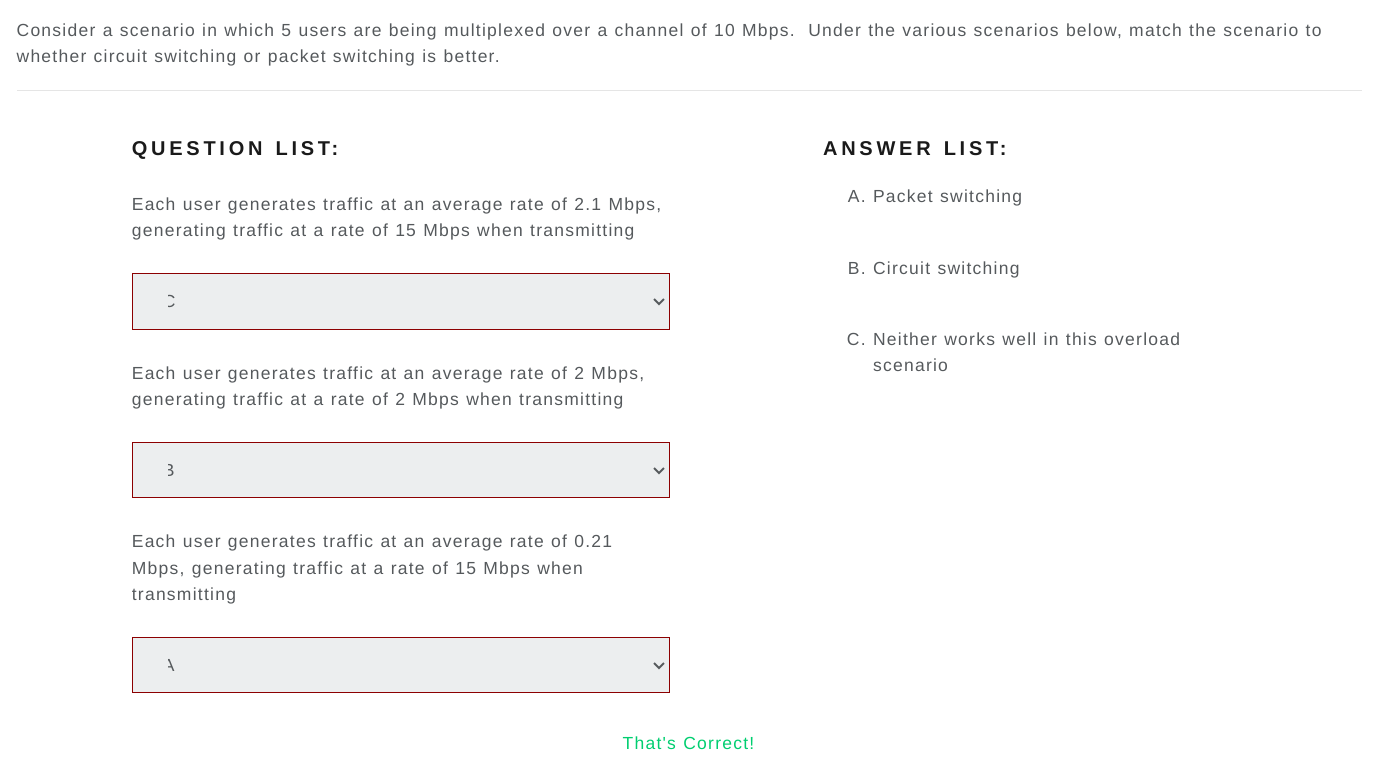 Consider a scenario in which 5 users are being multiplexed over a channel of 10 Mbps.  Under the various scenarios below, match the scenario to
whether circuit switching or packet switching is better.
QUESTION LIST:
Each user generates traffic at an average rate of 2.1 Mbps,
generating traffic at a rate of 15 Mbps when transmitting
C
Each user generates traffic at an average rate of 2 Mbps,
generating traffic at a rate of 2 Mbps when transmitting
B
Each user generates traffic at an average rate of 0.21
Mbps, generating traffic at a rate of 15 Mbps when
transmitting
A
ANSWER LIST:
A. Packet switching
B. Circuit switching
C. Neither works well in this overload
scenario
That's Correct!